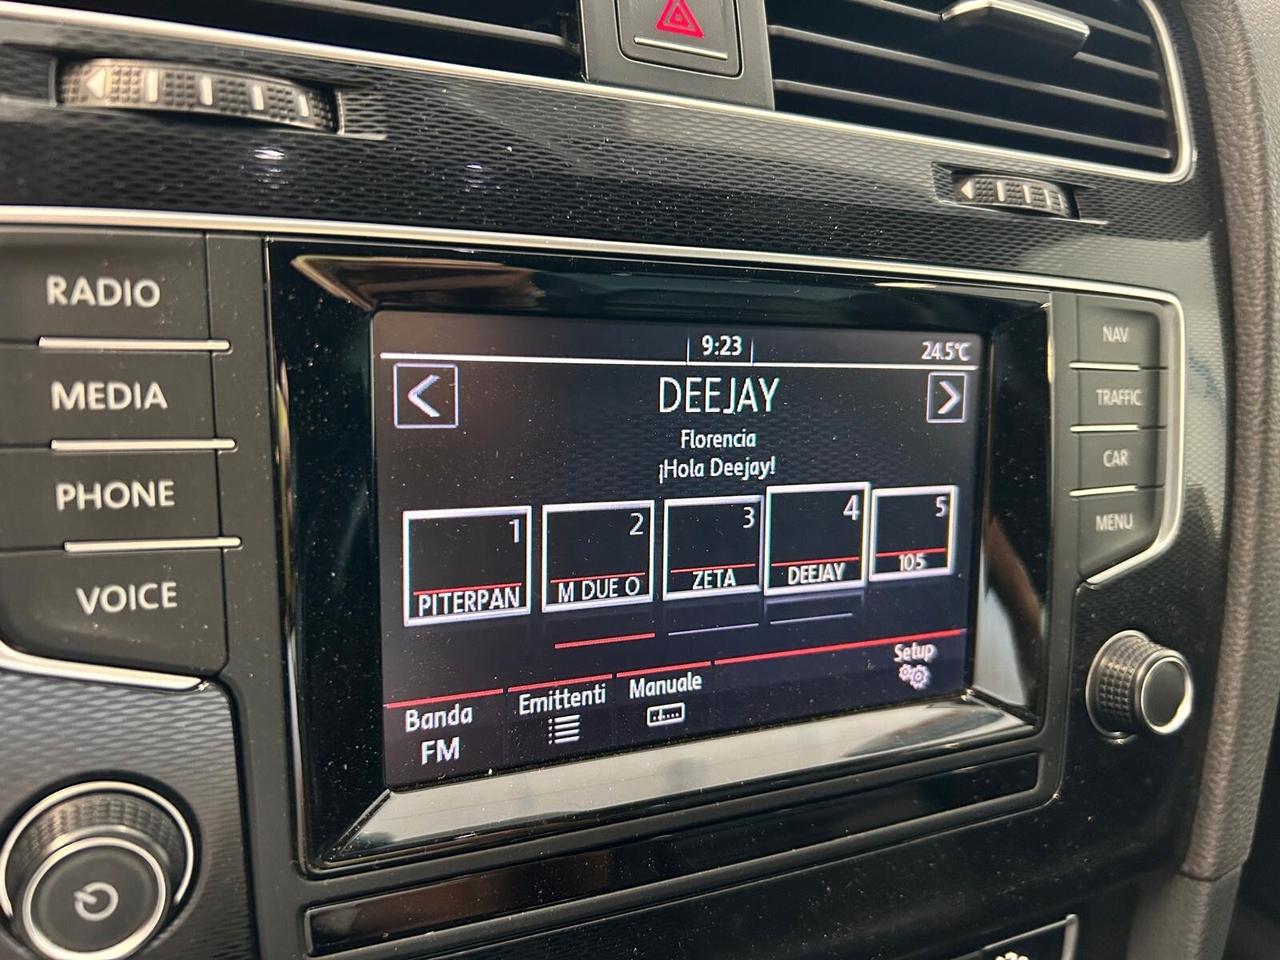 RADIO
MEDIA
PHONE
VOICE
9:23
24.5°C
DEEJAY
Florencia
¡Hola Deejay!
1
PITERPAN
2
M DUE O
3
ZETA
4
DEEJAY
5
105
Banda
FM
Emittenti
Manuale
Setup
NAV
TRAFFIC
CAR
MENU